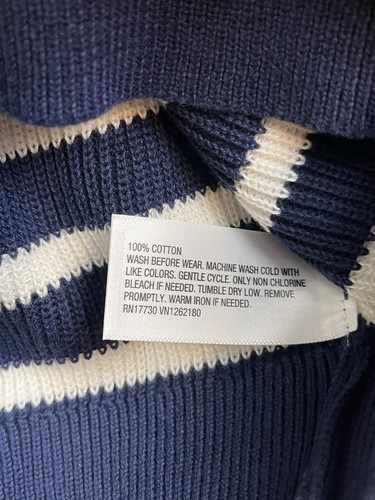 100% COTTON
WASH BEFORE WEAR. MACHINE WASH COLD WITH
LIKE COLORS. GENTLE CYCLE. ONLY NON CHLORINE
BLEACH IF NEEDED. TUMBLE DRY LOW. REMOVE
PROMPTLY. WARM IRON IF NEEDED.
RN17730 VN1262180